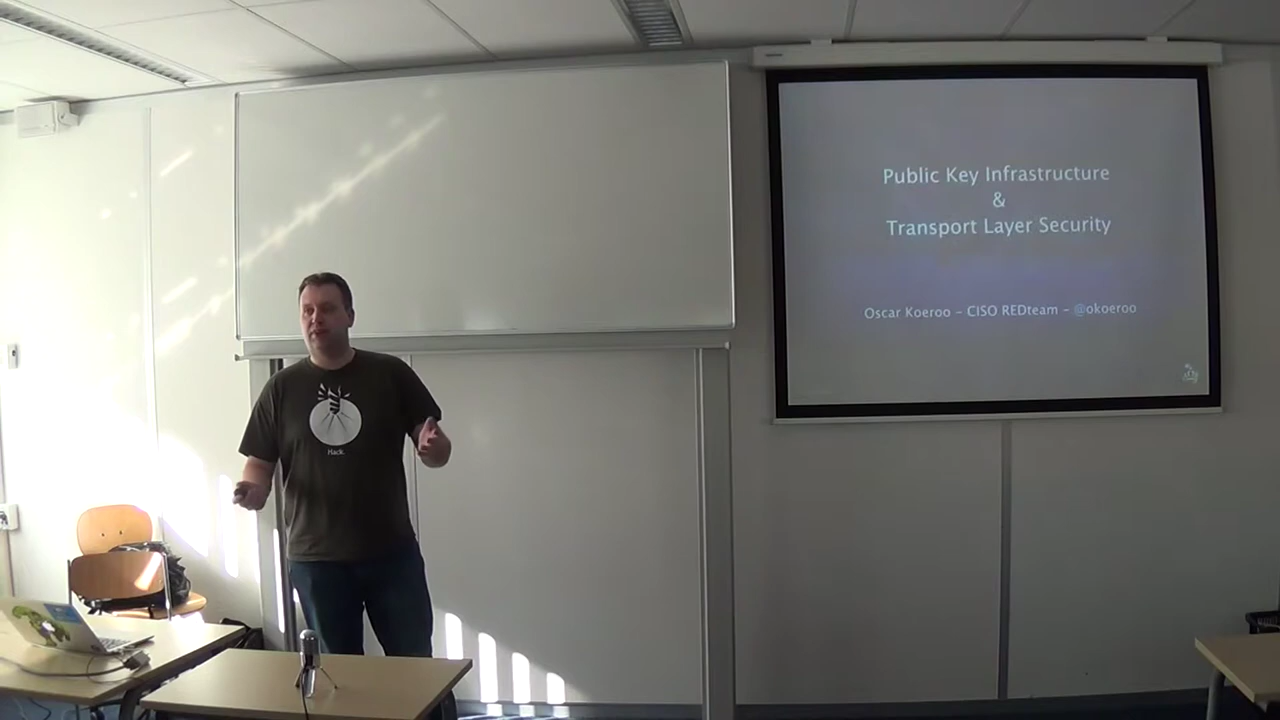 Public Key Infrastructure
&
Transport Layer Security
Oscar Koeroo – CISO REDteam – @okoeroo
Hack.